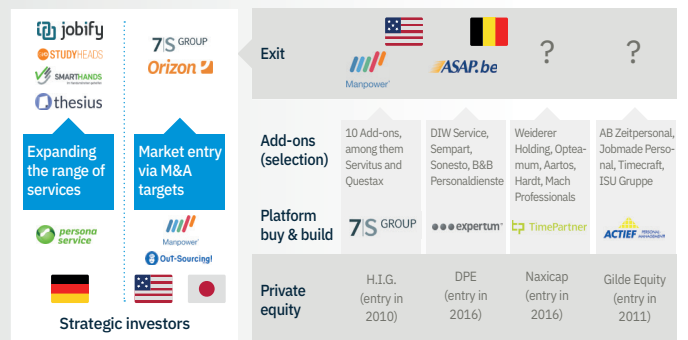 jobify
STUDYHEADS
SMARTHANDS
thesius
Expanding
the range of
services
persona
service
7|S GROUP
Orizon
Market entry
via M&A
targets
Manpower®
OuT-Sourcing!
Strategic investors
Exit
Manpower®
ASAP.be
?
?
Add-ons
(selection)
10 Add-ons,
among them
Servitus and
Questax
DIW Service,
Sempart,
Sonesto, B&B
Personaldienste
Weiderer
Holding, Optea-
mum, Aartos,
Hardt, Mach
Professionals
AB Zeitpersonal,
Jobmade Perso-
nal, Timecraft,
ISU Gruppe
Platform
buy & build
7|S GROUP
expertum
TimePartner
ACTIEF PERSONAL-
MANAGEMENT
Private
equity
H.I.G.
(entry in
2010)
DPE
(entry in
2016)
Naxicap
(entry in
2016)
Gilde Equity
(entry in
2011)